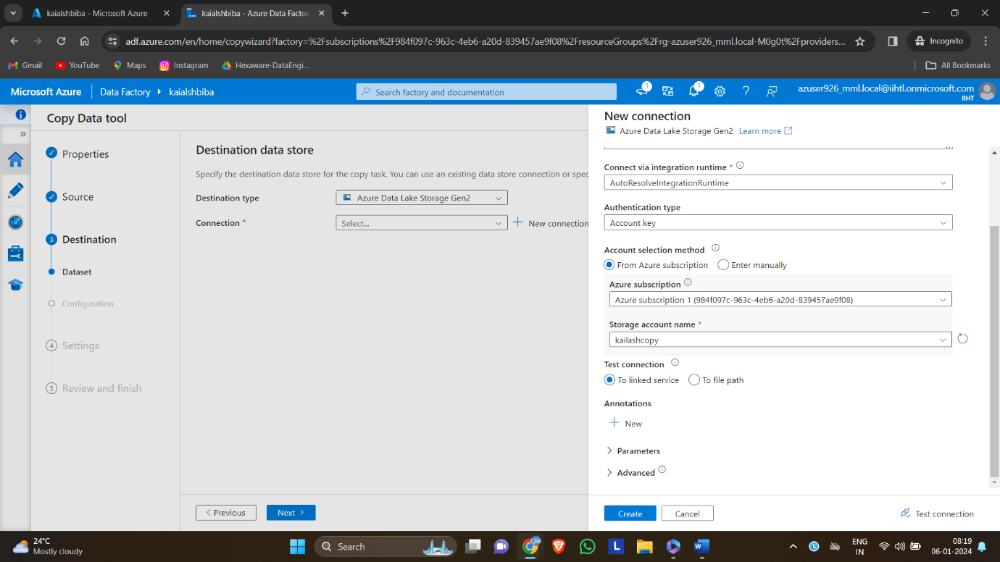 kaialshbiba - Microsoft Azure
kaialshbiba - Azure Data Factor
adf.azure.com/en/home/copywizard?factory=%2Fsubscriptions%2F984f097c-963c-4eb6-a20d-839457ae9f08%2FresourceGroups%2Frg-azuser926_mml.local-M0g0t%2Fproviders...
Incognito
Gmail
YouTube
Maps
Instagram
Hexaware-DataEngi...
All Bookmarks
Microsoft Azure
Data Factory
kaialshbiba
Search factory and documentation
1
1
azuser926_mml.local@iihtl.onmicrosoft.com
IIHT
Copy Data tool
Properties
Source
3 Destination
Dataset
Configuration
4 Settings
5 Review and finish
Destination data store
Specify the destination data store for the copy task. You can use an existing data store connection or spec
Destination type
Azure Data Lake Storage Gen2
Connection *
Select...
New connection
Previous
Next
New connection
Azure Data Lake Storage Gen2 Learn more
Connect via integration runtime *
AutoResolveIntegrationRuntime
Authentication type
Account key
Account selection method
From Azure subscription
Enter manually
Azure subscription
Azure subscription 1 (984f097c-963c-4eb6-a20d-839457ae9f08)
Storage account name *
kailashcopy
Test connection
To linked service
To file path
Annotations
New
Parameters
Advanced
Create
Cancel
Test connection
24°C
Mostly cloudy
Search
L
L
W
ENG
IN
08:19
06-01-2024